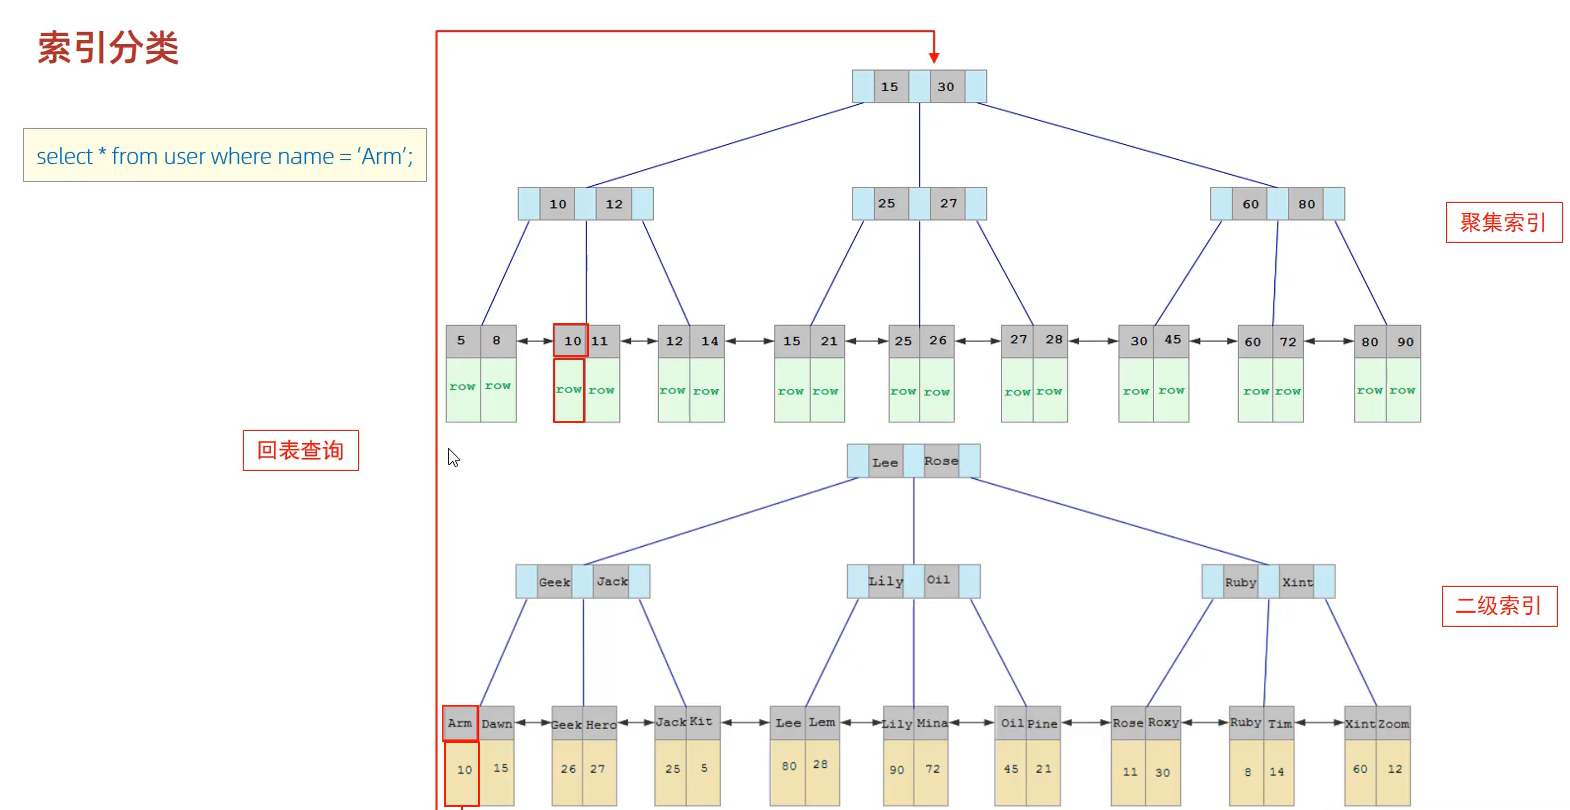 索引分类
select * from user where name = ‘Arm’;
15 30
10 12 25 27 60 80
聚集索引
5 8 10 11 12 14 15 21 25 26 27 28 30 45 60 72 80 90
row row row row row row row row row row row row row row row row row row
回表查询
Lee Rose
Geek Jack Lily Oil Ruby Xint
二级索引
Arm Dawn Geek Hero Jack Kit Lee Lem Lily Mina Oil Pine Rose Roxy Ruby Tim Xint Zoom
10 15 26 27 25 5 80 28 90 72 45 21 11 30 8 14 60 12